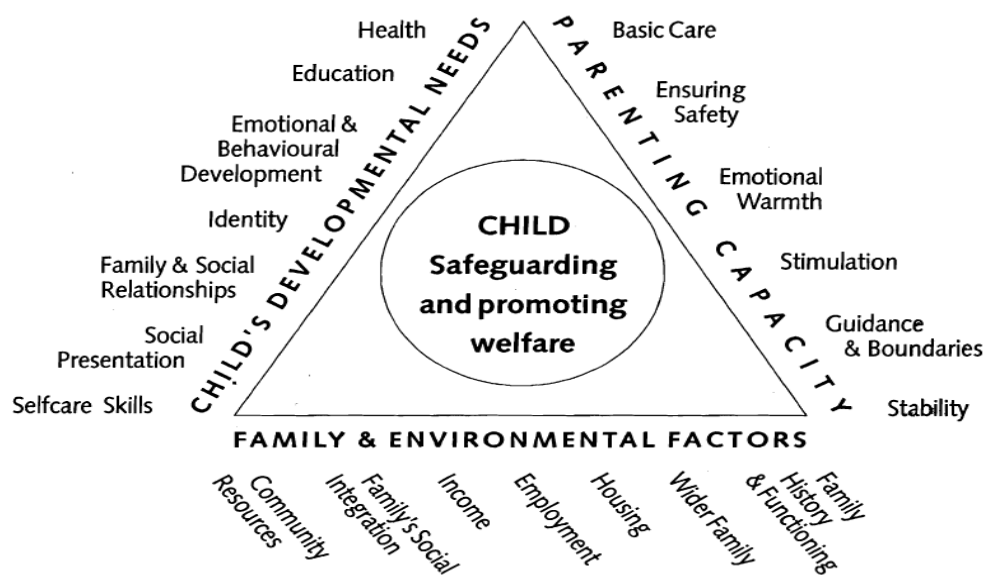 Health
Education
Emotional &
Behavioural
Development
Identity
Family & Social
Relationships
Social
Presentation
Selfcare Skills
CHILD'S DEVELOPMENTAL NEEDS
CHILD
Safeguarding
and promoting
welfare
PARENTING CAPACITY
Basic Care
Ensuring
Safety
Emotional
Warmth
Stimulation
Guidance
& Boundaries
Stability
FAMILY & ENVIRONMENTAL FACTORS
Community
Resources
Family's Social
Integration
Income
Employment
Housing
Wider Family
Family
History
& Functioning